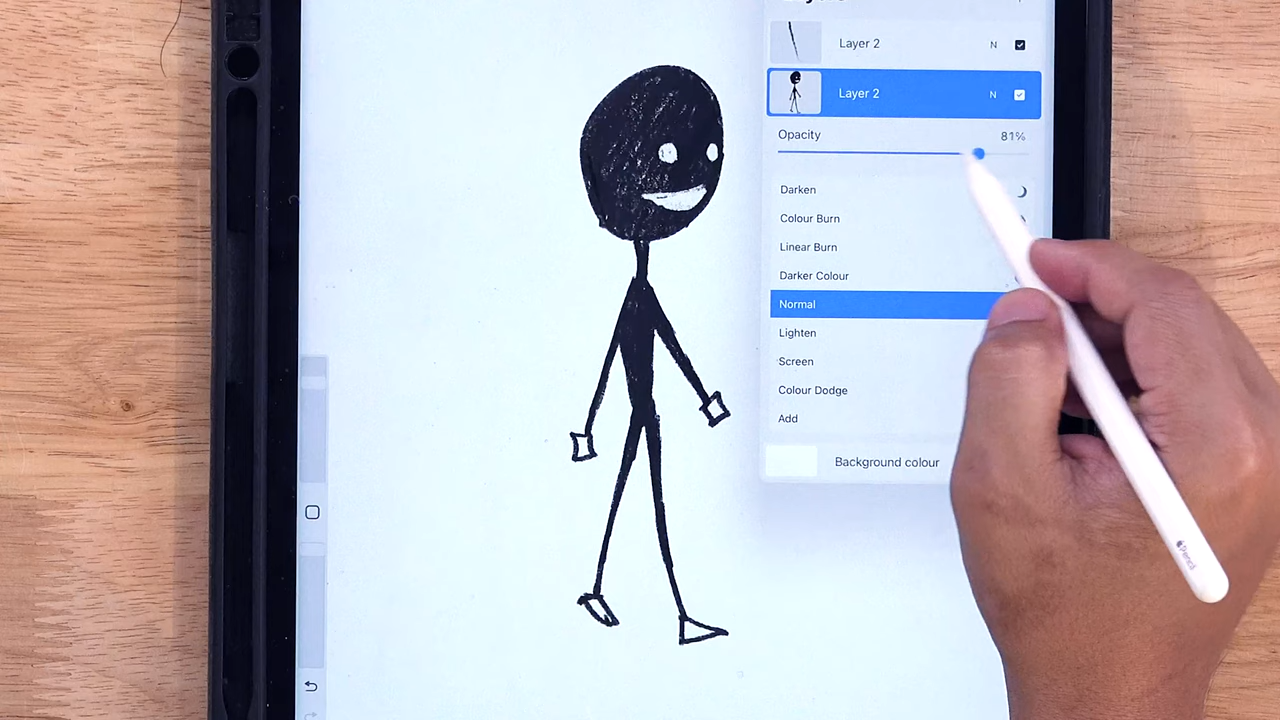 Layer 2 N
Layer 2 N
Opacity 81%
Darken
Colour Burn
Linear Burn
Darker Colour
Normal
Lighten
Screen
Colour Dodge
Add
Background colour
Pencil